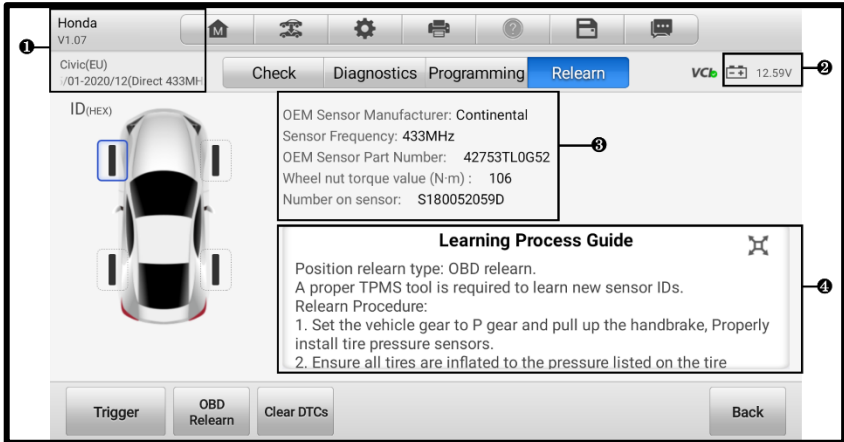 Honda
V1.07
M
?
❶
Civic(EU)
/01-2020/12(Direct 433MH
Check
Diagnostics
Programming
Relearn
VCI
12.59V
❷
ID(HEX)
OEM Sensor Manufacturer: Continental
Sensor Frequency: 433MHz
OEM Sensor Part Number: 42753TL0G52
Wheel nut torque value (N·m) : 106
Number on sensor: S180052059D
❸
Learning Process Guide
Position relearn type: OBD relearn.
A proper TPMS tool is required to learn new sensor IDs.
Relearn Procedure:
1. Set the vehicle gear to P gear and pull up the handbrake, Properly
install tire pressure sensors.
2. Ensure all tires are inflated to the pressure listed on the tire
❹
Trigger
OBD
Relearn
Clear DTCs
Back